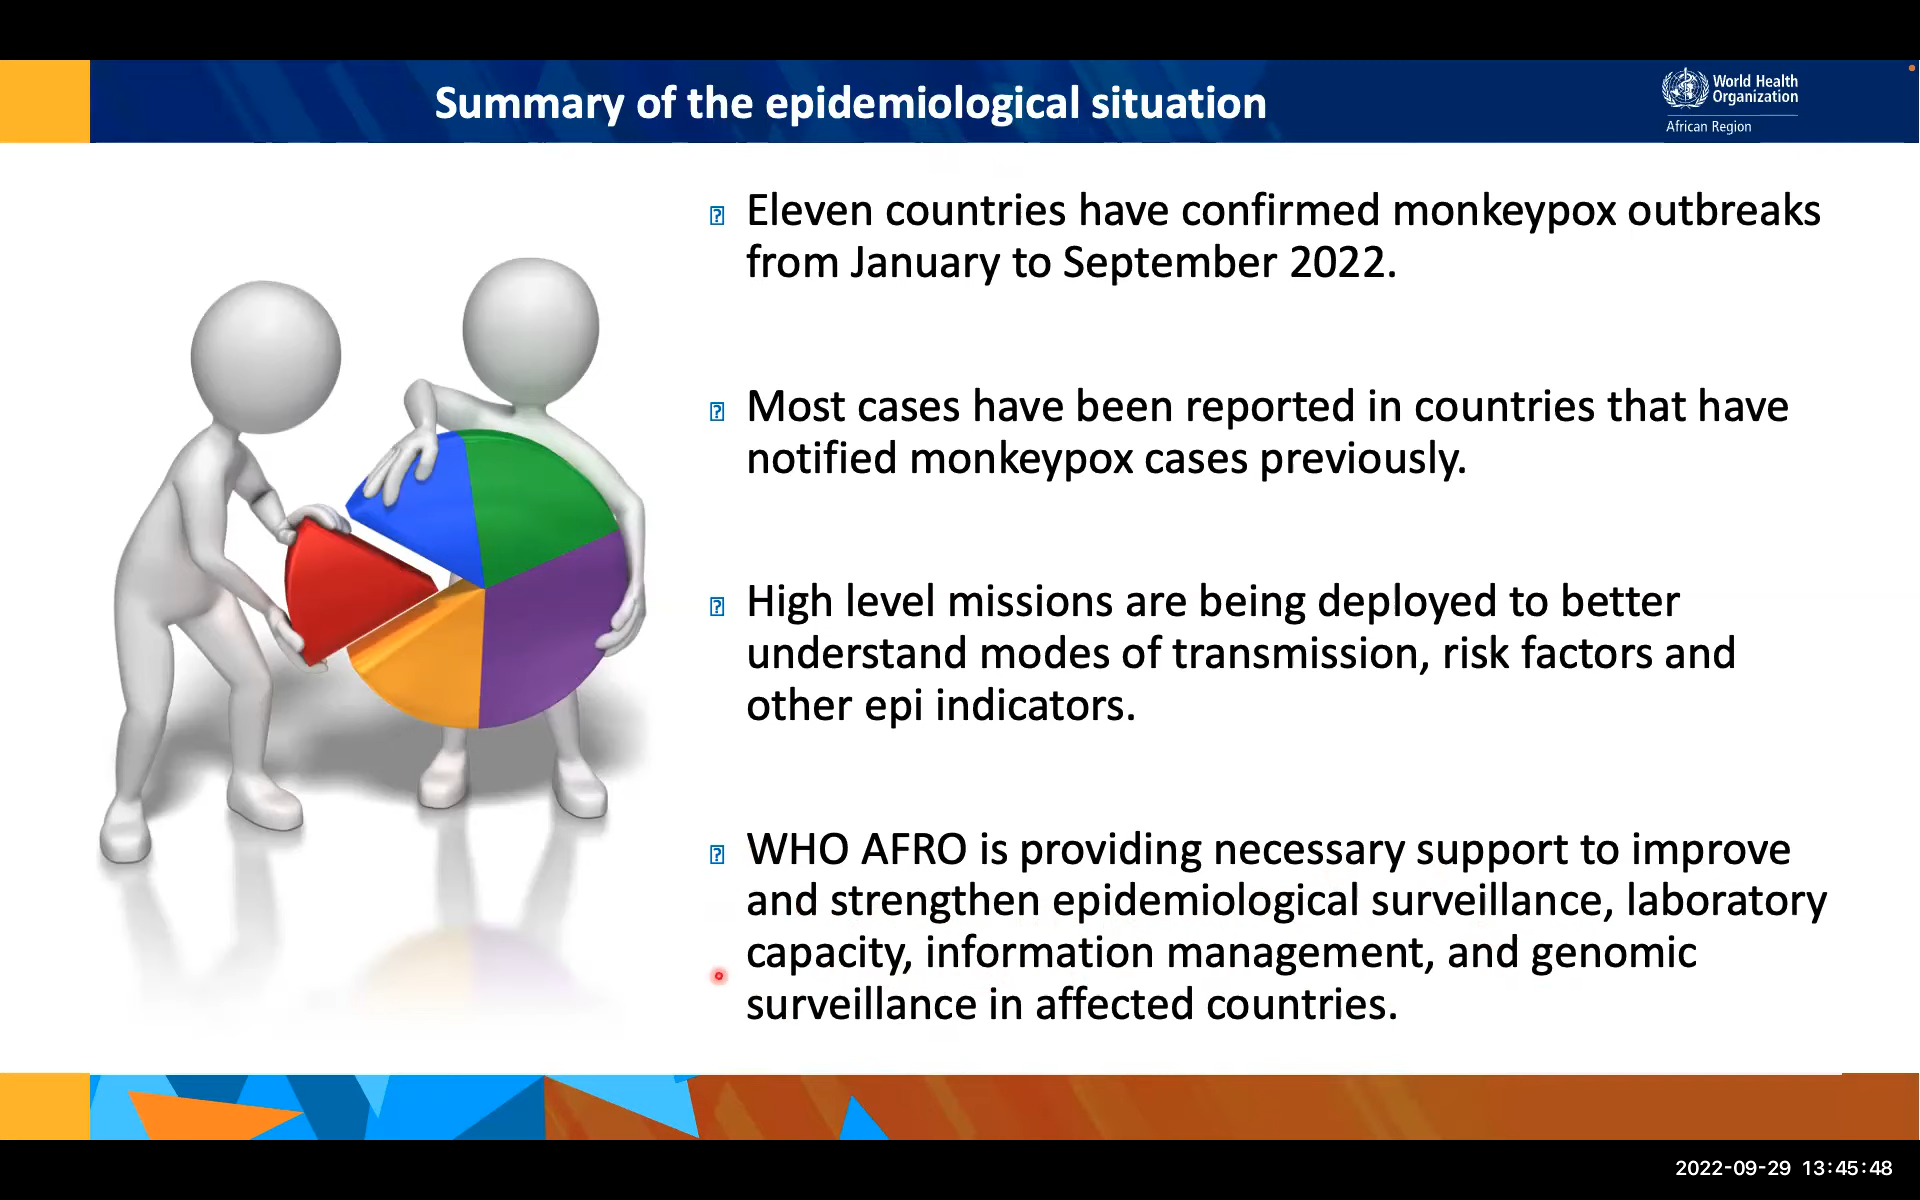 Summary of the epidemiological situation
World Health
Organization
African Region
Eleven countries have confirmed monkeypox outbreaks
from January to September 2022.
Most cases have been reported in countries that have
notified monkeypox cases previously.
High level missions are being deployed to better
understand modes of transmission, risk factors and
other epi indicators.
WHO AFRO is providing necessary support to improve
and strengthen epidemiological surveillance, laboratory
capacity, information management, and genomic
surveillance in affected countries.
2022-09-29 13:45:48